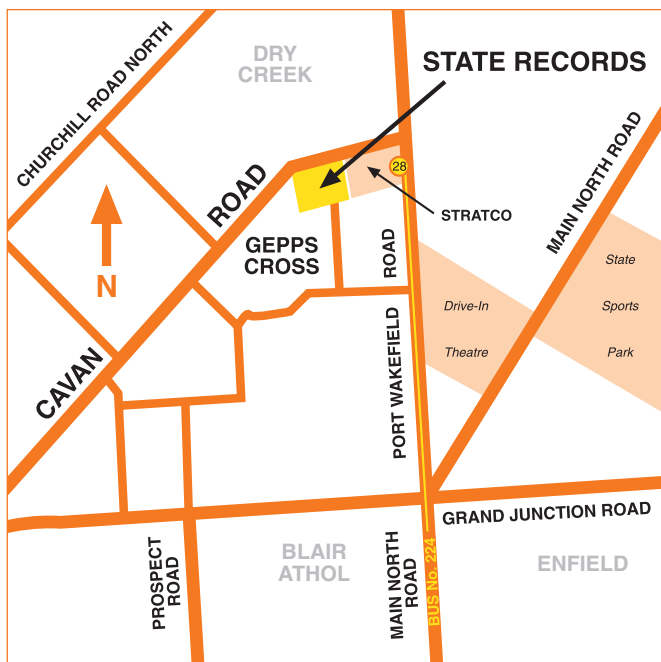 DRY
CREEK
STATE RECORDS
CHURCHILL ROAD NORTH
28
MAIN NORTH ROAD
STRATCO
CAVAN
ROAD
GEPPS
CROSS
N
State
Sports
Park
Drive-In
Theatre
PORT WAKEFIELD
ROAD
GRAND JUNCTION ROAD
PROSPECT
ROAD
BLAIR
ATHOL
MAIN NORTH
ROAD
BUS No. 224
ENFIELD